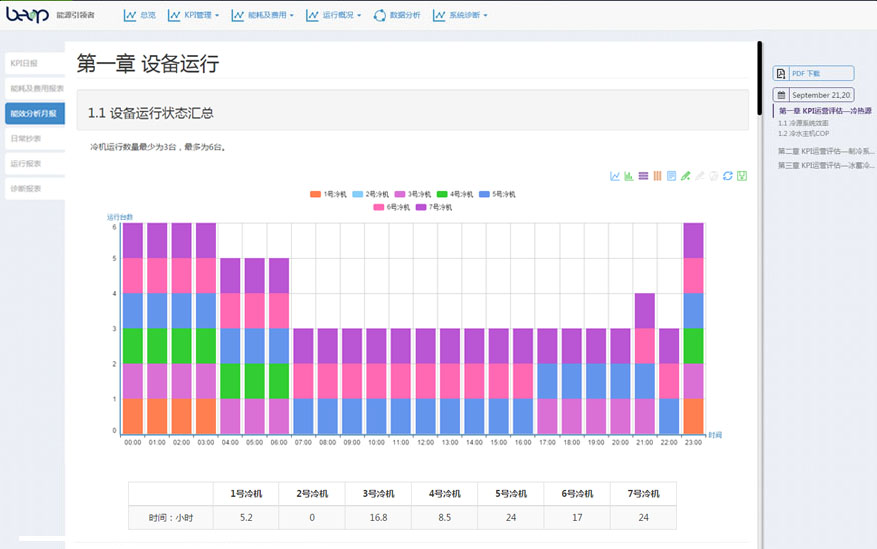 beop 能源引领者
总览 KPI管理 能耗及费用 运行概况 数据分析 系统诊断
KPI日报
能耗及费用报表
能效分析月报
日常抄表
运行报表
诊断报表
第一章 设备运行
1.1 设备运行状态汇总
冷机运行数量最少为3台，最多为6台。
1号冷机 2号冷机 3号冷机 4号冷机 5号冷机
6号冷机 7号冷机
运行台数
6
5
4
3
2
1
0
00:00 01:00 02:00 03:00 04:00 05:00 06:00 07:00 08:00 09:00 10:00 11:00 12:00 13:00 14:00 15:00 16:00 17:00 18:00 19:00 20:00 21:00 22:00 23:00
时间
1号冷机 2号冷机 3号冷机 4号冷机 5号冷机 6号冷机 7号冷机
时间：小时 5.2 0 16.8 8.5 24 17 24
PDF 下载
September 21,20
第一章 KPI运营评估—冷热源
1.1 冷源系统效率
1.2 冷水主机COP
第二章 KPI运营评估—制冷系...
第三章 KPI运营评估—冰蓄冷...